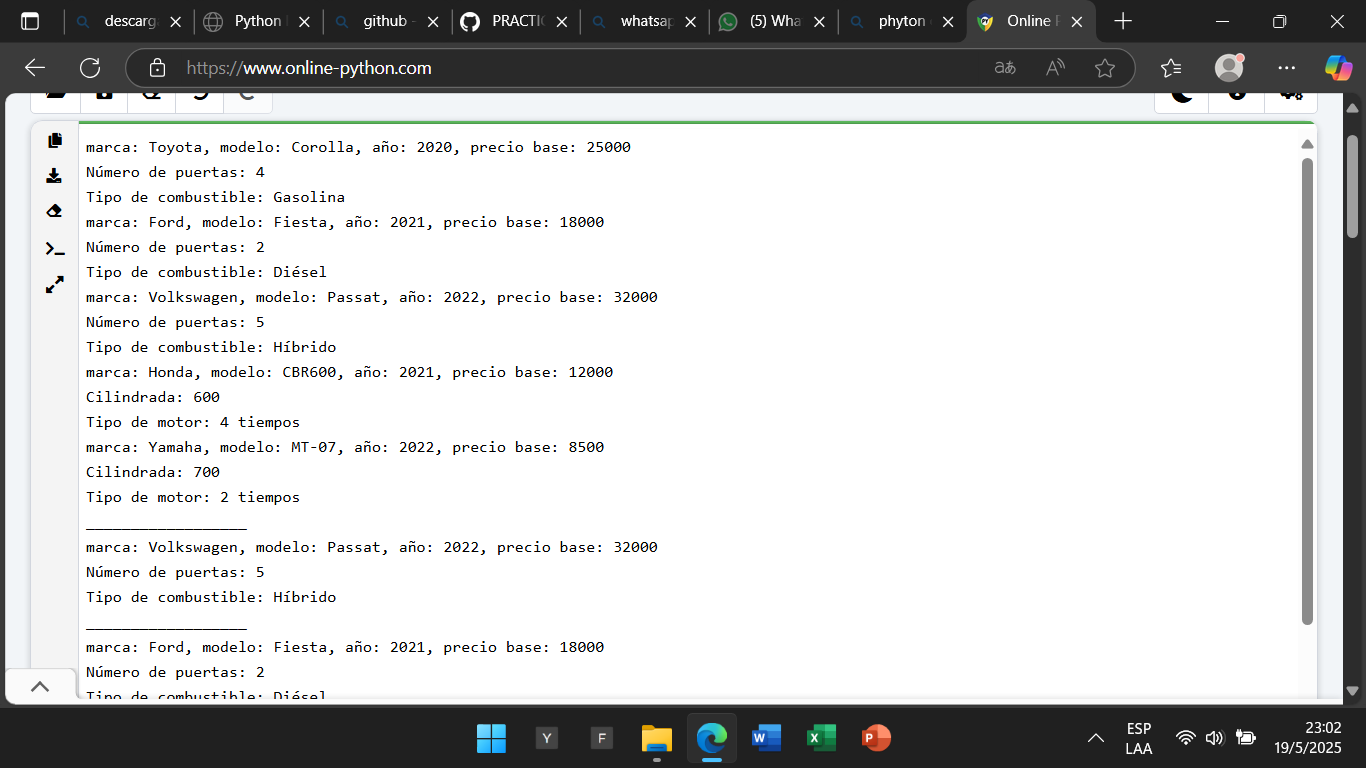 descarg
Python
github -
PRACTIC
whatsap
(5) Wha
phyton
Online P
https://www.online-python.com
marca: Toyota, modelo: Corolla, año: 2020, precio base: 25000
Número de puertas: 4
Tipo de combustible: Gasolina
marca: Ford, modelo: Fiesta, año: 2021, precio base: 18000
Número de puertas: 2
Tipo de combustible: Diésel
marca: Volkswagen, modelo: Passat, año: 2022, precio base: 32000
Número de puertas: 5
Tipo de combustible: Híbrido
marca: Honda, modelo: CBR600, año: 2021, precio base: 12000
Cilindrada: 600
Tipo de motor: 4 tiempos
marca: Yamaha, modelo: MT-07, año: 2022, precio base: 8500
Cilindrada: 700
Tipo de motor: 2 tiempos
__________________
marca: Volkswagen, modelo: Passat, año: 2022, precio base: 32000
Número de puertas: 5
Tipo de combustible: Híbrido
__________________
marca: Ford, modelo: Fiesta, año: 2021, precio base: 18000
Número de puertas: 2
Tipo de combustible: Diésel
Y
F
W
X
P
ESP
LAA
23:02
19/5/2025